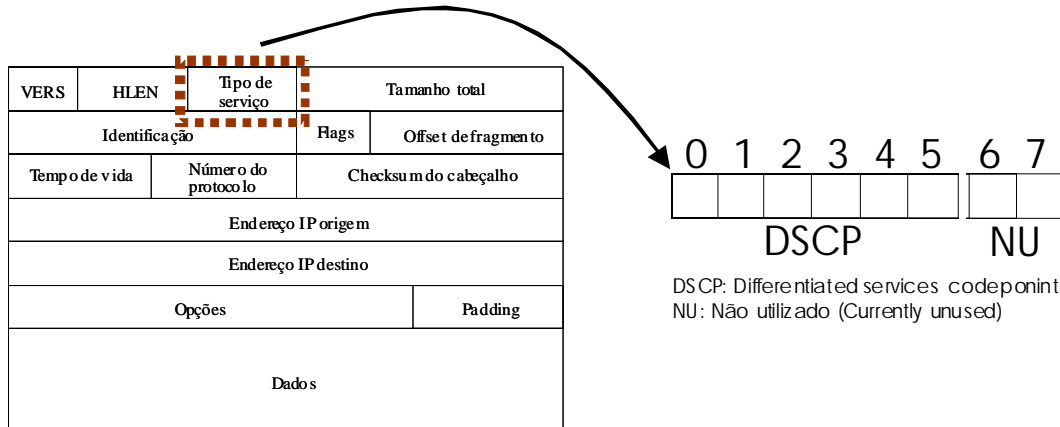 VERS HLEN Tipo de serviço Tamanho total
Identificação Flags Offset de fragmento
Tempo de vida Número do protocolo Checksum do cabeçalho
Endereço IP origem
Endereço IP destino
Opções Padding
Dados
0 1 2 3 4 5 6 7
DSCP NU
DSCP: Differentiated services codeponint
NU: Não utilizado (Currently unused)